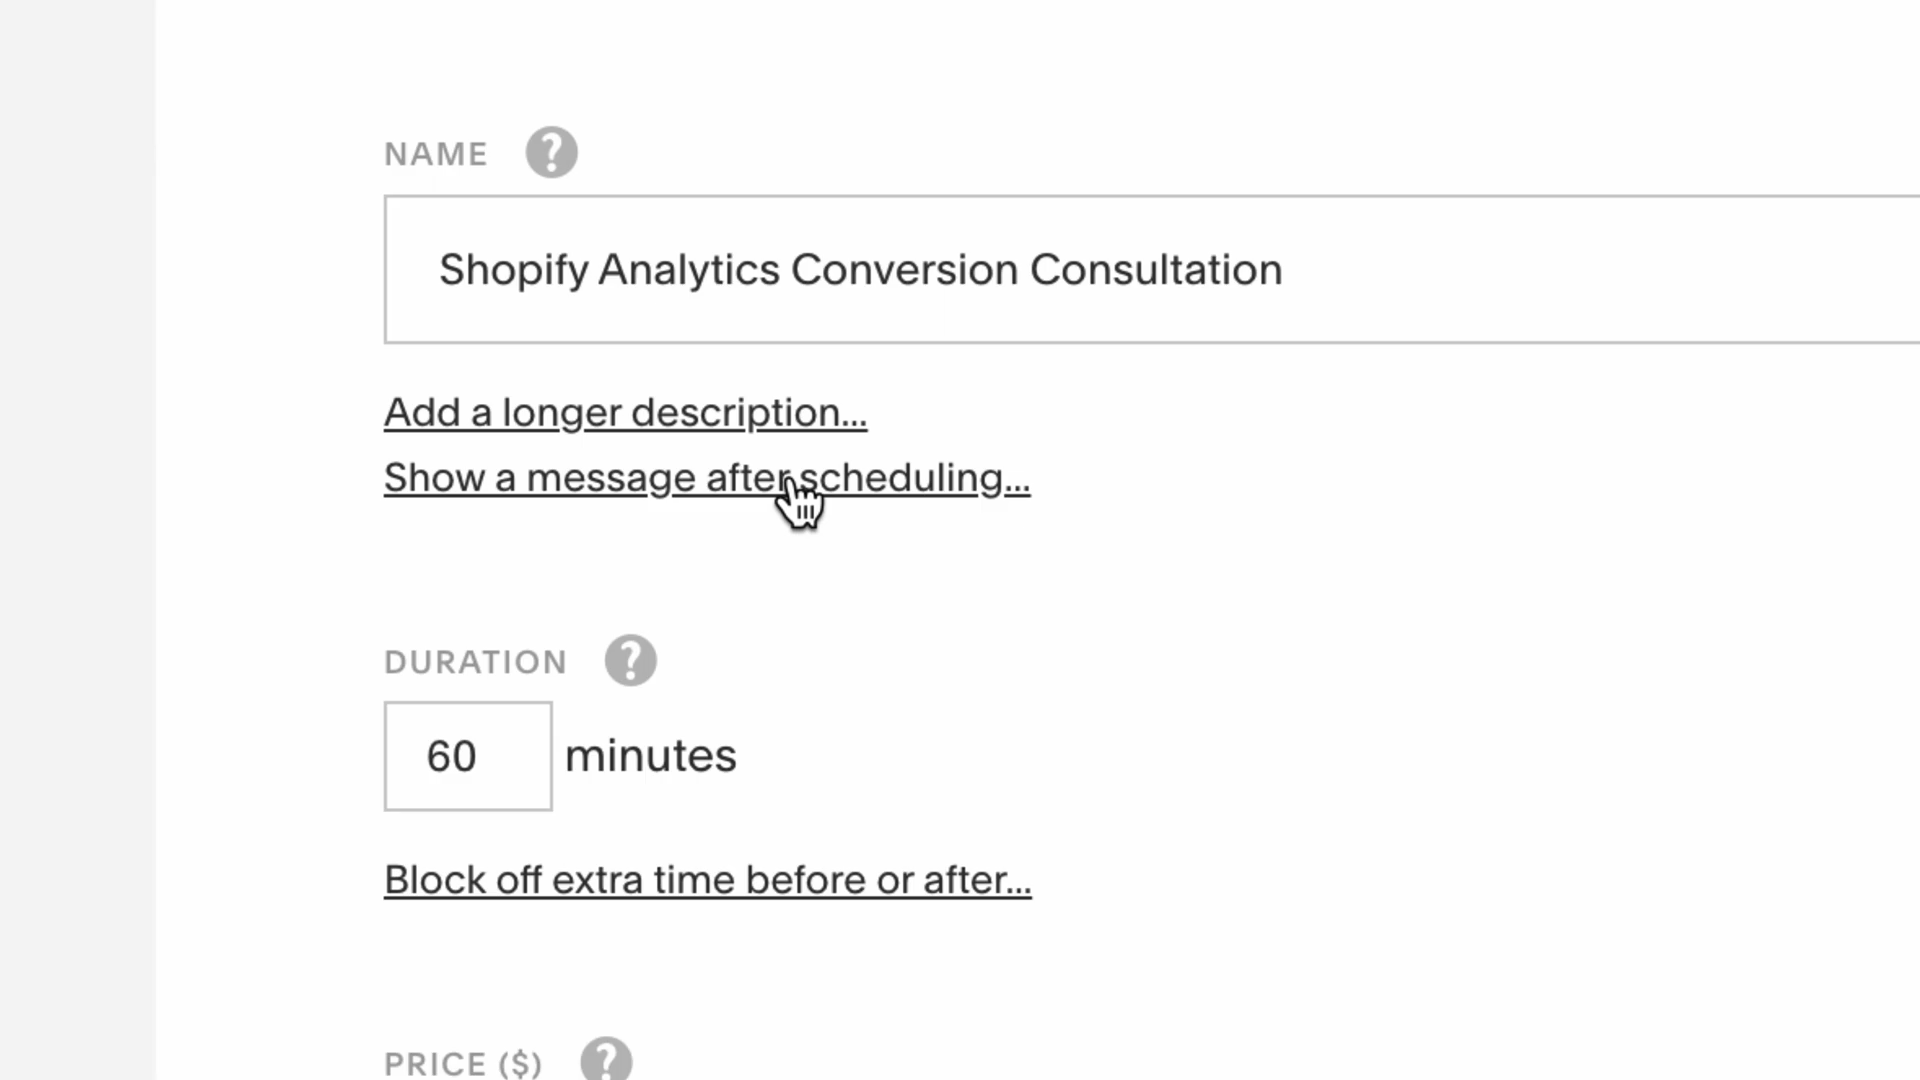 NAME ?
Shopify Analytics Conversion Consultation
Add a longer description...
Show a message after scheduling...
DURATION ?
60 minutes
Block off extra time before or after...
PRICE ($) ?